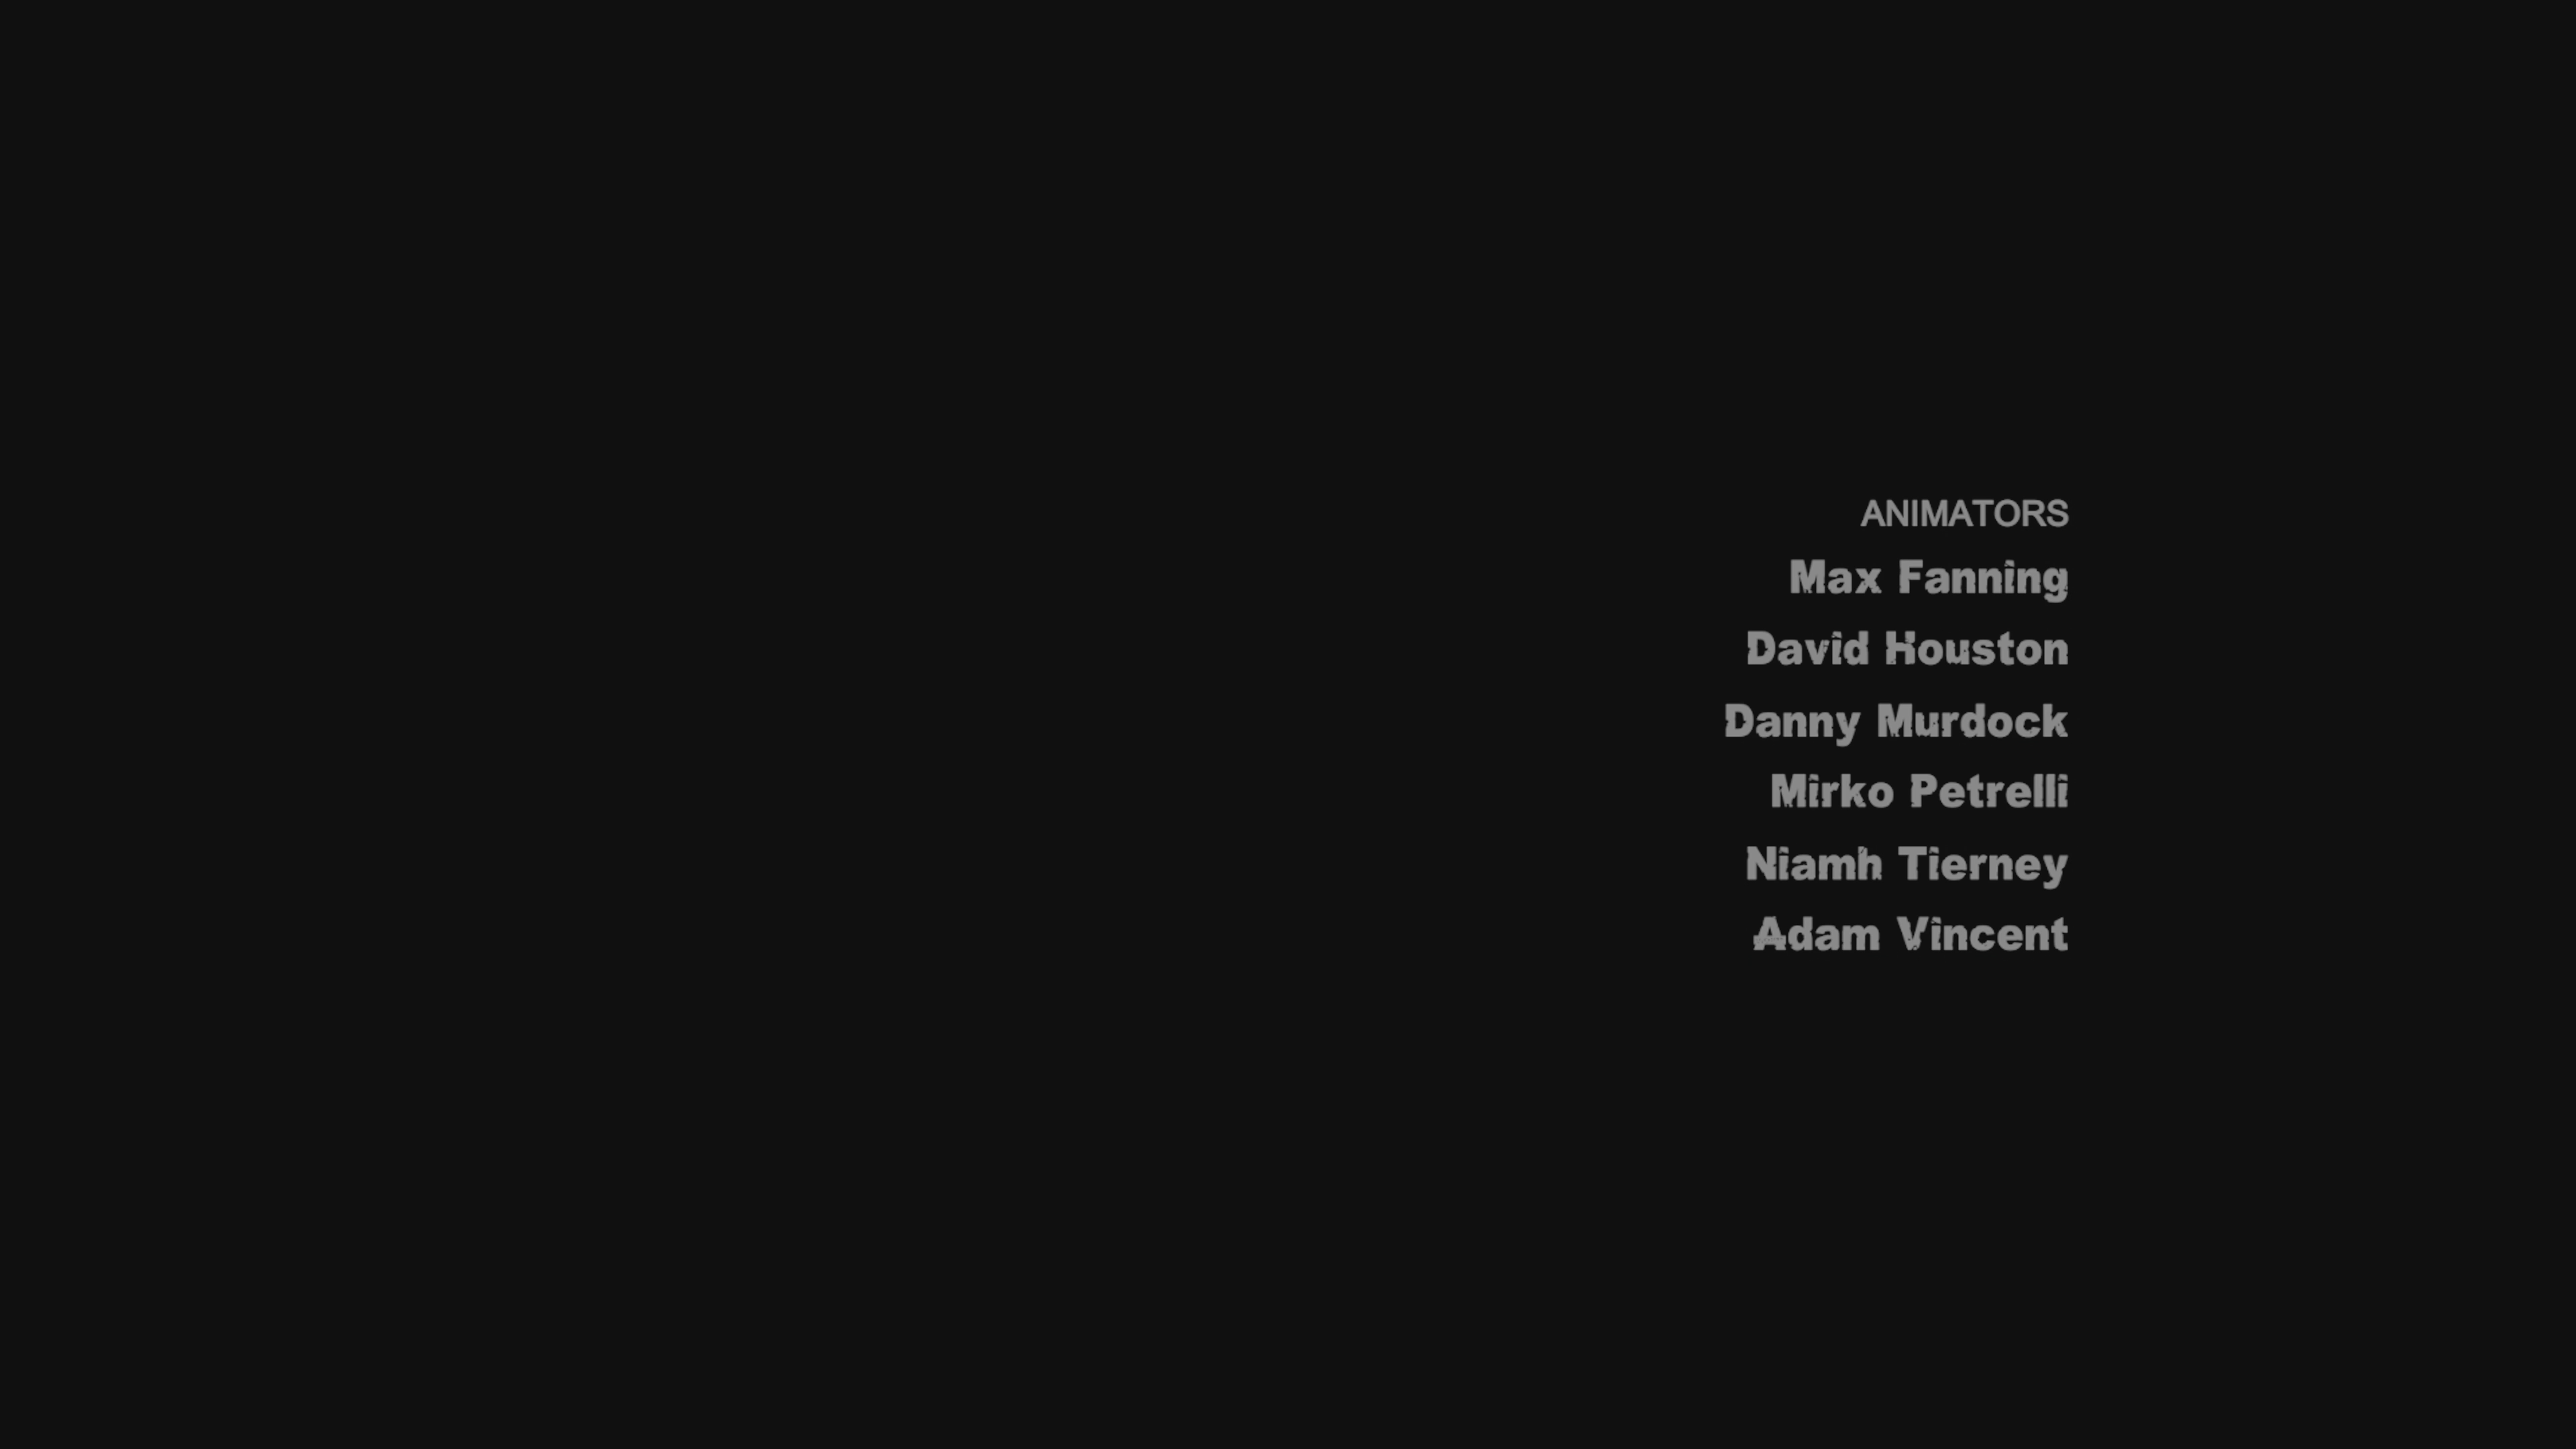 ANIMATORS
Max Fanning
David Houston
Danny Murdock
Mirko Petrelli
Niamh Tierney
Adam Vincent